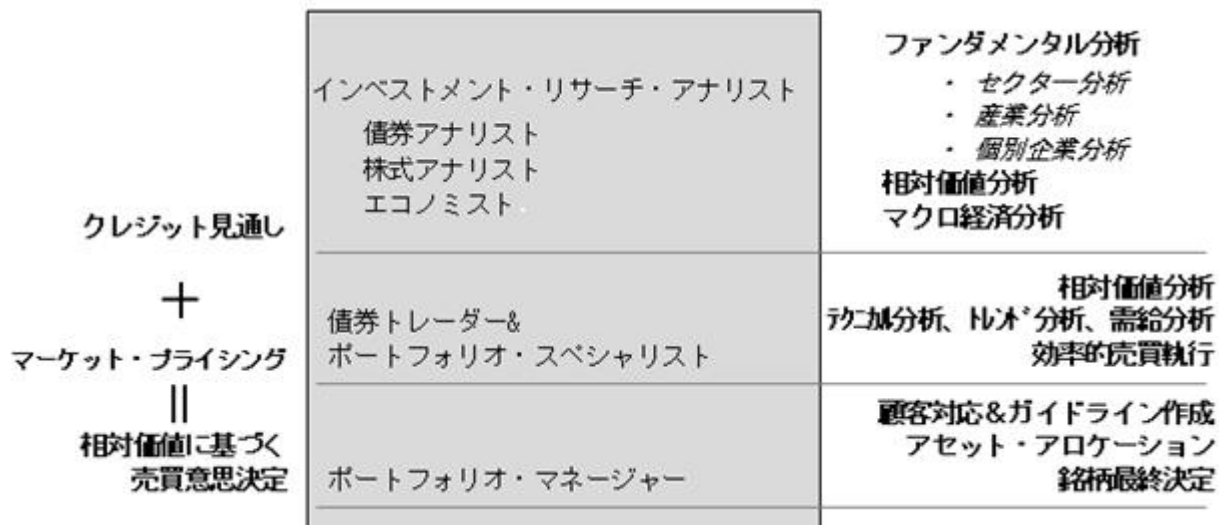 ファンダメンタル分析
インベストメント・リサーチ・アナリスト
・ セクター分析
債券アナリスト
・ 産業分析
株式アナリスト
・ 個別企業分析
エコノミスト
相対価値分析
マクロ経済分析
クレジット見通し
+
マーケット・プライシング
||
相対価値に基づく
売買意思決定
債券トレーダー&
ポートフォリオ・スペシャリスト
相対価値分析
テクニカル分析、トレンド分析、需給分析
効率的売買執行
ポートフォリオ・マネージャー
顧客対応&ガイドライン作成
アセット・アロケーション
銘柄最終決定